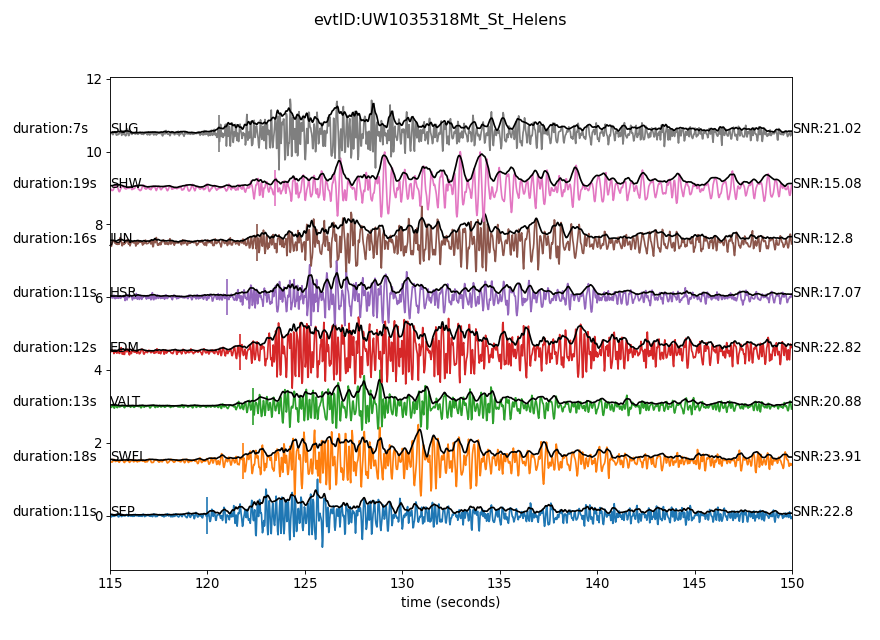 evtID:UW1035318Mt_St_Helens
12
duration:7s SUG SNR:21.02
10
duration:19s SHW SNR:15.08
8
duration:16s JUN SNR:12.8
duration:11s HSR SNR:17.07
6
duration:12s EDM SNR:22.82
4
duration:13s VALT SNR:20.88
2
duration:18s SWFL SNR:23.91
duration:11s SEP SNR:22.8
0
115 120 125 130 135 140 145 150
time (seconds)